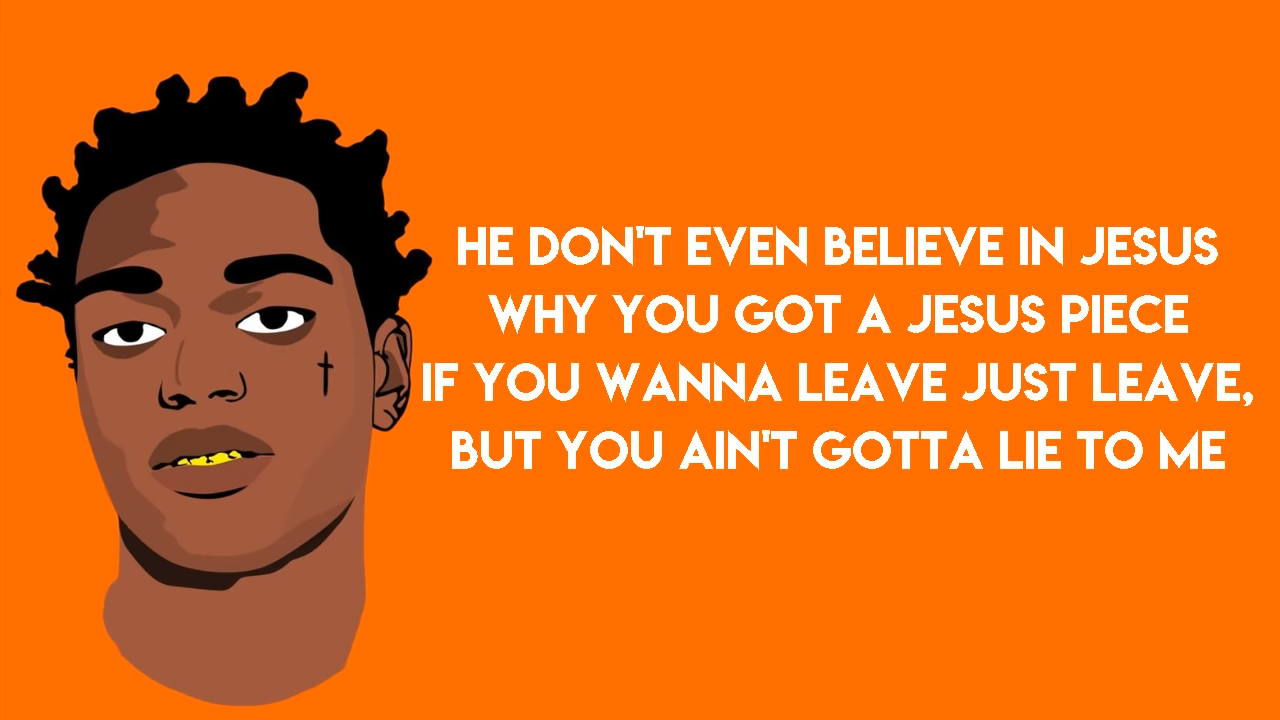 HE DON'T EVEN BELIEVE IN JESUS
WHY YOU GOT A JESUS PIECE
IF YOU WANNA LEAVE JUST LEAVE,
BUT YOU AIN'T GOTTA LIE TO ME